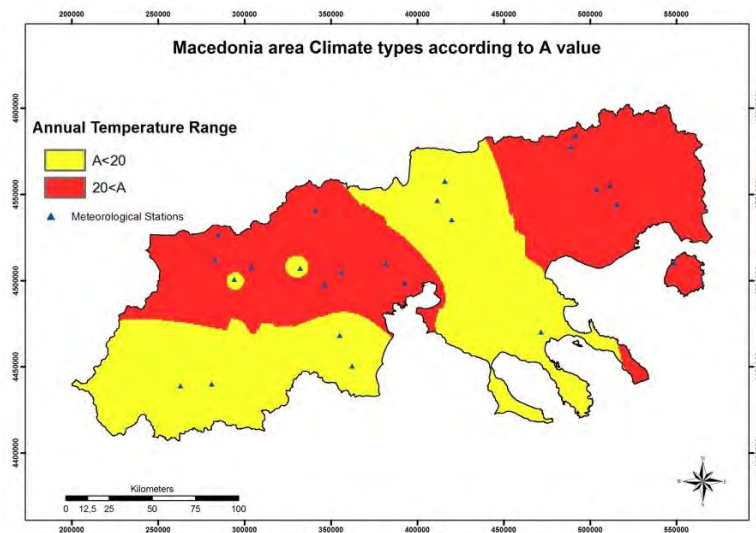 200000 250000 300000 350000 400000 450000 500000 550000
Macedonia area Climate types according to A value
Annual Temperature Range
A<20
20<A
Meteorological Stations
4600000
4550000
4500000
4450000
4400000
Kilometers
0 12,5 25 50 75 100
N
W E
S
200000 250000 300000 350000 400000 450000 500000 550000